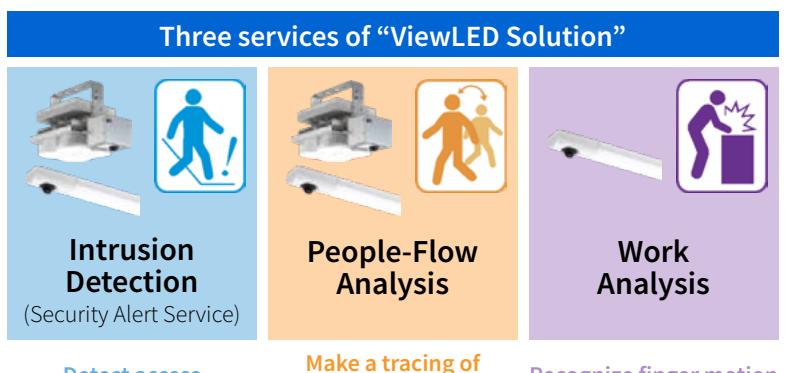 Three services of “ViewLED Solution”
Intrusion
Detection
(Security Alert Service)
People-Flow
Analysis
Work
Analysis
Detect access
Make a tracing of
Recognize finger motion